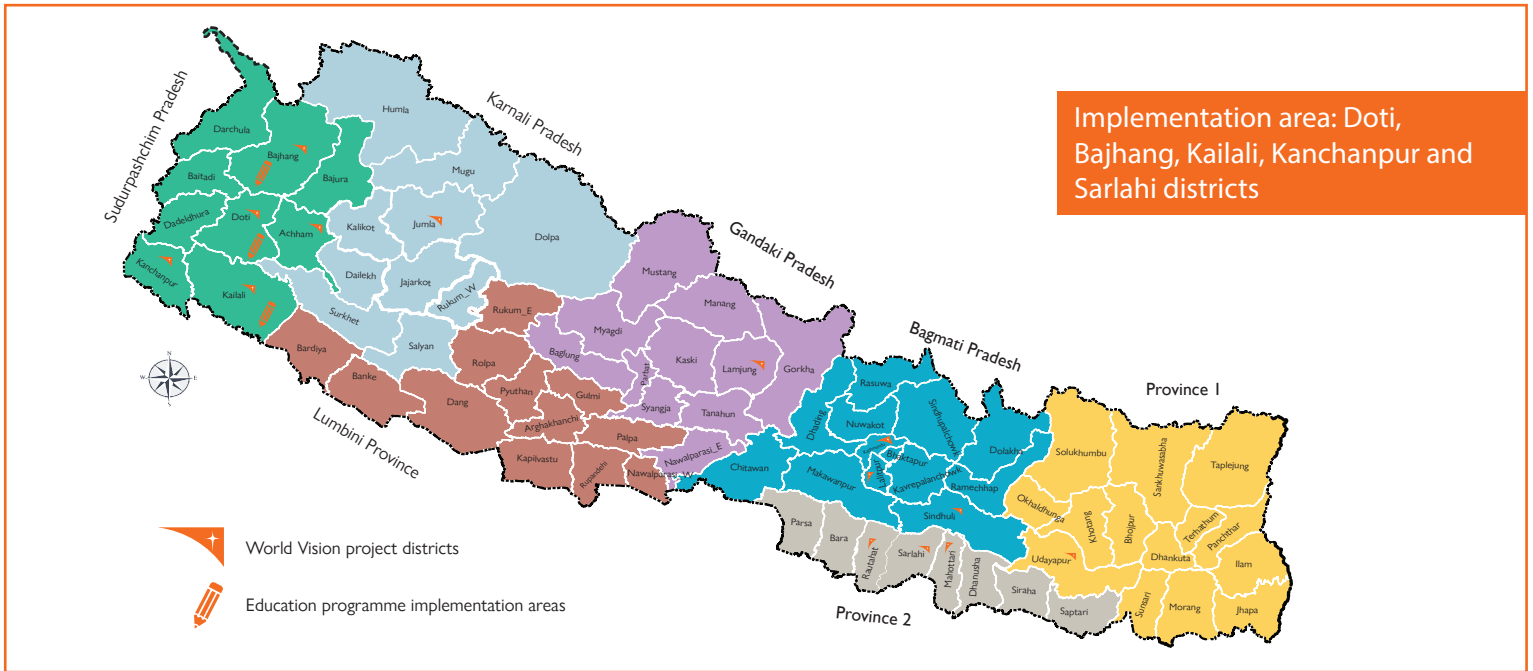 Implementation area: Doti,
Bajhang, Kailali, Kanchanpur and
Sarlahi districts
Sudurpashchim Pradesh
Karnali Pradesh
Gandaki Pradesh
Bagmati Pradesh
Province 1
Lumbini Province
Province 2
Darchula
Bajhang
Baitadi
Bajura
Dadeldhura
Doti
Achham
Kanchanpur
Kailali
Humla
Mugu
Kalikot
Jumla
Dolpa
Dailekh
Jajarkot
Rukum_W
Surkhet
Salyan
Rukum_E
Rolpa
Bardiya
Banke
Dang
Pyuthan
Gulmi
Arghakhanchi
Palpa
Kapilvastu
Rupandehi
Nawalparasi_W
Mustang
Manang
Myagdi
Baglung
Parbat
Kaski
Lamjung
Gorkha
Syangja
Tanahun
Nawalparasi_E
Rasuwa
Dhading
Nuwakot
Sindhupalchowk
Dolakha
Bhaktapur
Lalitpur
Kavrepalanchowk
Ramechhap
Chitawan
Makawanpur
Sindhuli
Parsa
Bara
Rautahat
Sarlahi
Mahottari
Dhanusha
Siraha
Saptari
Solukhumbu
Sankhuwasabha
Taplejung
Okhaldhunga
Khotang
Bhojpur
Terhathum
Panchthar
Dhankuta
Udayapur
Ilam
Sunsari
Morang
Jhapa
N
W
E
S
World Vision project districts
Education programme implementation areas